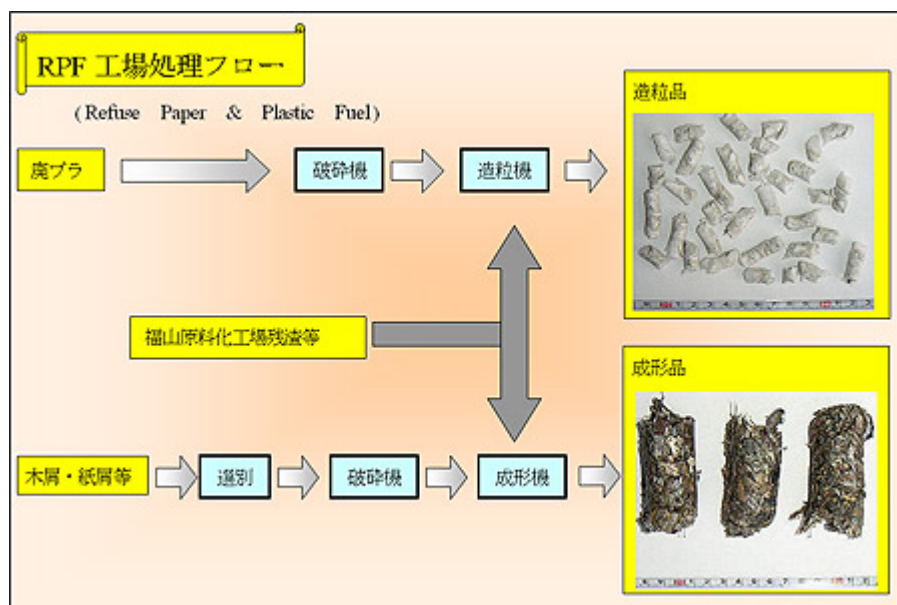 RPF 工場処理フロー
(Refuse Paper & Plastic Fuel)
廃プラ
破砕機
造粒機
造粒品
福山原料化工場残渣等
木屑・紙屑等
選別
破砕機
成形機
成形品